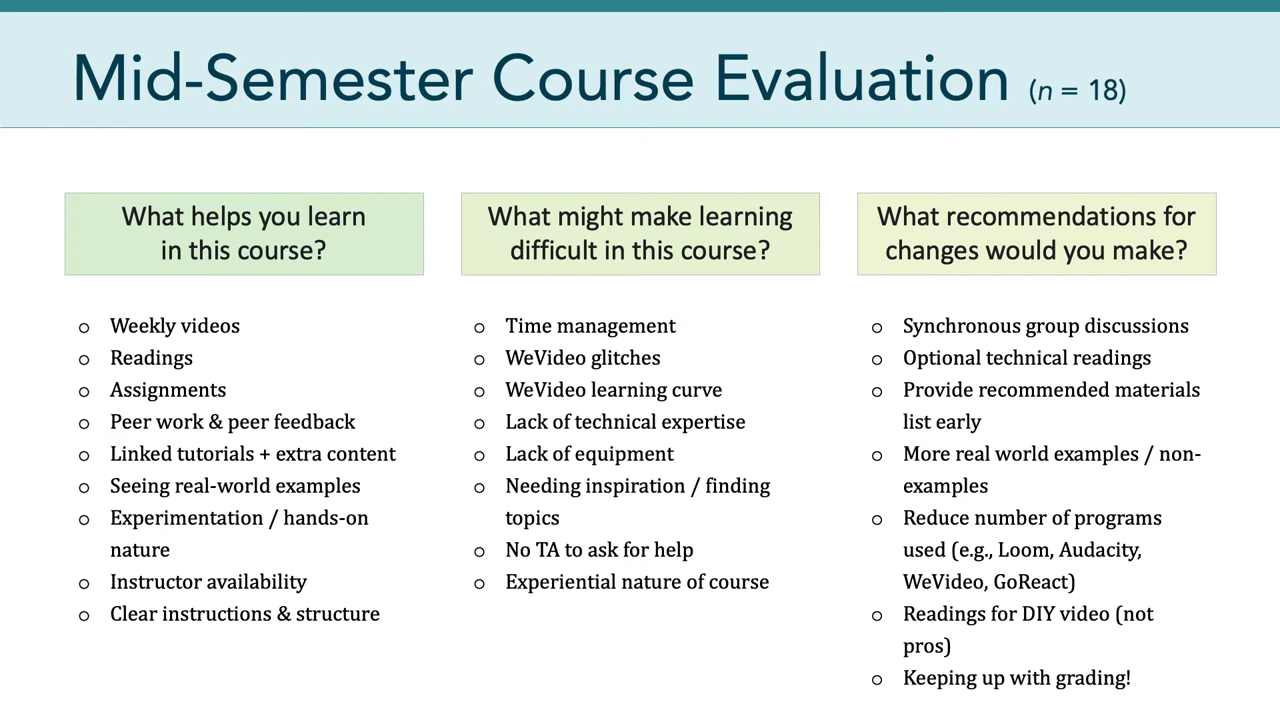 Mid-Semester Course Evaluation (n = 18)
What helps you learn
in this course?
o Weekly videos
o Readings
o Assignments
o Peer work & peer feedback
o Linked tutorials + extra content
o Seeing real-world examples
o Experimentation / hands-on
nature
o Instructor availability
o Clear instructions & structure
What might make learning
difficult in this course?
o Time management
o WeVideo glitches
o WeVideo learning curve
o Lack of technical expertise
o Lack of equipment
o Needing inspiration / finding
topics
o No TA to ask for help
o Experiential nature of course
What recommendations for
changes would you make?
o Synchronous group discussions
o Optional technical readings
o Provide recommended materials
list early
o More real world examples / non-
examples
o Reduce number of programs
used (e.g., Loom, Audacity,
WeVideo, GoReact)
o Readings for DIY video (not
pros)
o Keeping up with grading!